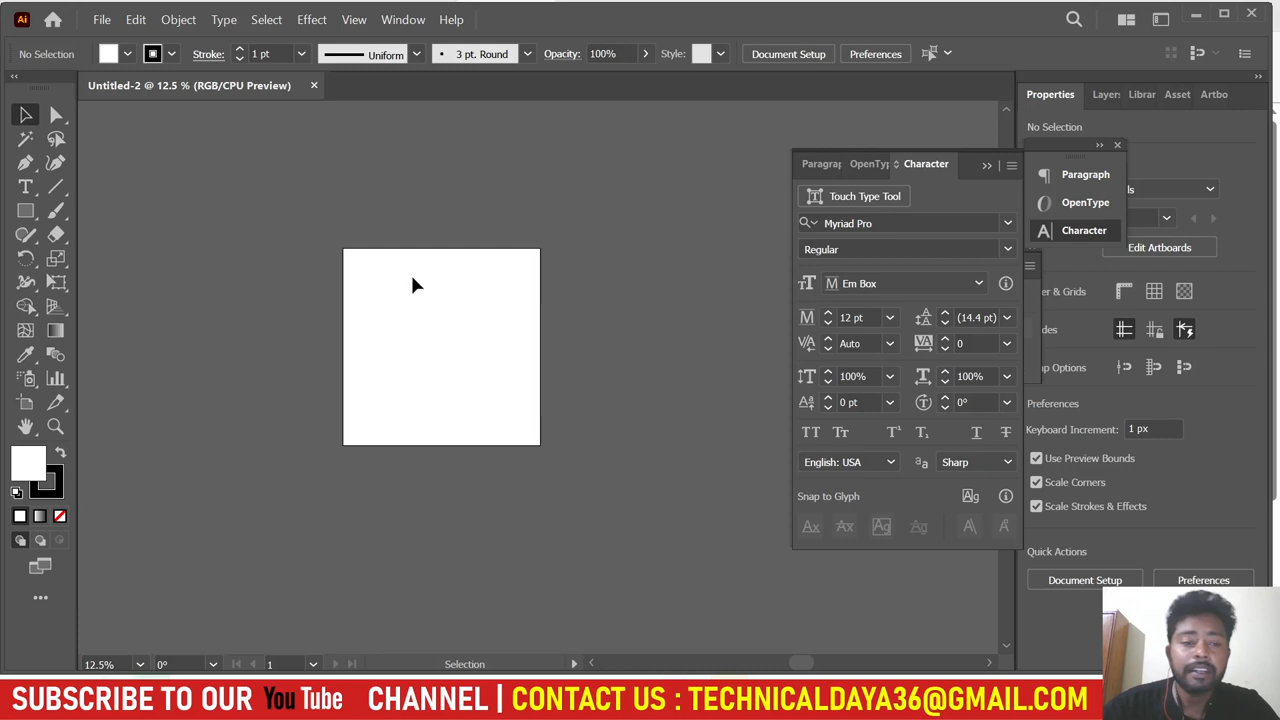 Ai File Edit Object Type Select Effect View Window Help
No Selection Stroke: 1 pt Uniform 3 pt. Round Opacity: 100% Style: Document Setup Preferences
Untitled-2 @ 12.5 % (RGB/CPU Preview) ×
Properties Layer: Librar Asset Artbo
No Selection
Paragra OpenTyp Character
Paragraph
OpenType
Character
Touch Type Tool
Myriad Pro
Regular
Em Box
12 pt (14.4 pt)
Auto 0
100% 100%
0 pt 0°
English: USA Sharp
Snap to Glyph
ls
Edit Artboards
er & Grids
des
ap Options
Preferences
Keyboard Increment: 1 px
Use Preview Bounds
Scale Corners
Scale Strokes & Effects
Quick Actions
Document Setup Preferences
12.5% 0° 1 Selection
SUBSCRIBE TO OUR YouTube CHANNEL | CONTACT US : TECHNICALDAYA36@GMAIL.COM